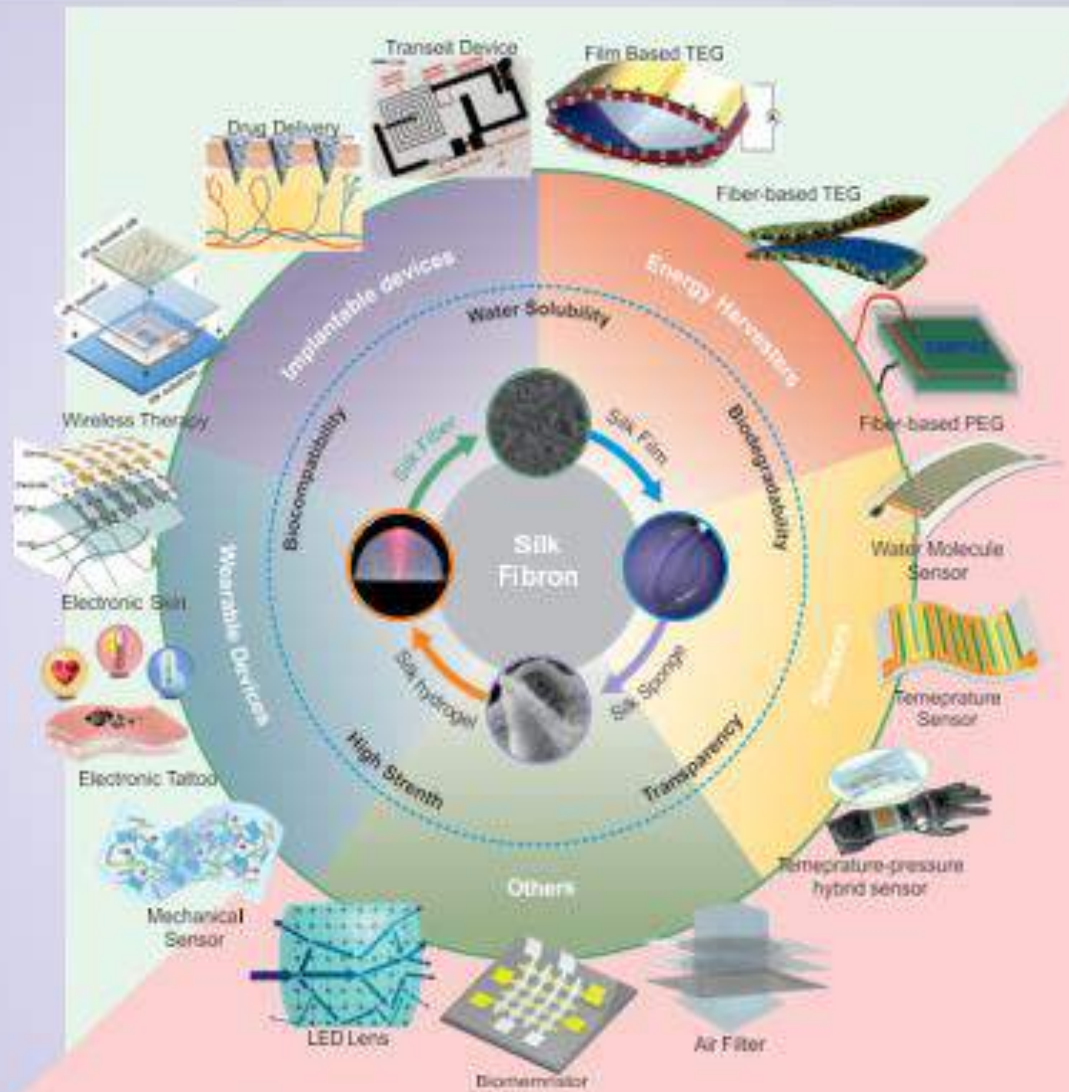 Transeit Device
Film Based TEG
Drug Delivery
Fiber-based TEG
Implantable devices
Energy Harvesters
Water Solubility
Wireless Therapy
Fiber-based PEG
Silk Fiber
Silk Film
Biocompability
Biodegradability
Silk
Fibron
Water Molecule
Sensor
Electronic Skin
Wearable Devices
Sensors
Silk hydrogel
Silk Sponge
Temeprature
Sensor
High Strenth
Transparency
Electronic Tattoo
Temeprature-pressure
hybrid sensor
Others
Mechanical
Sensor
LED Lens
Air Filter
Biomemristor